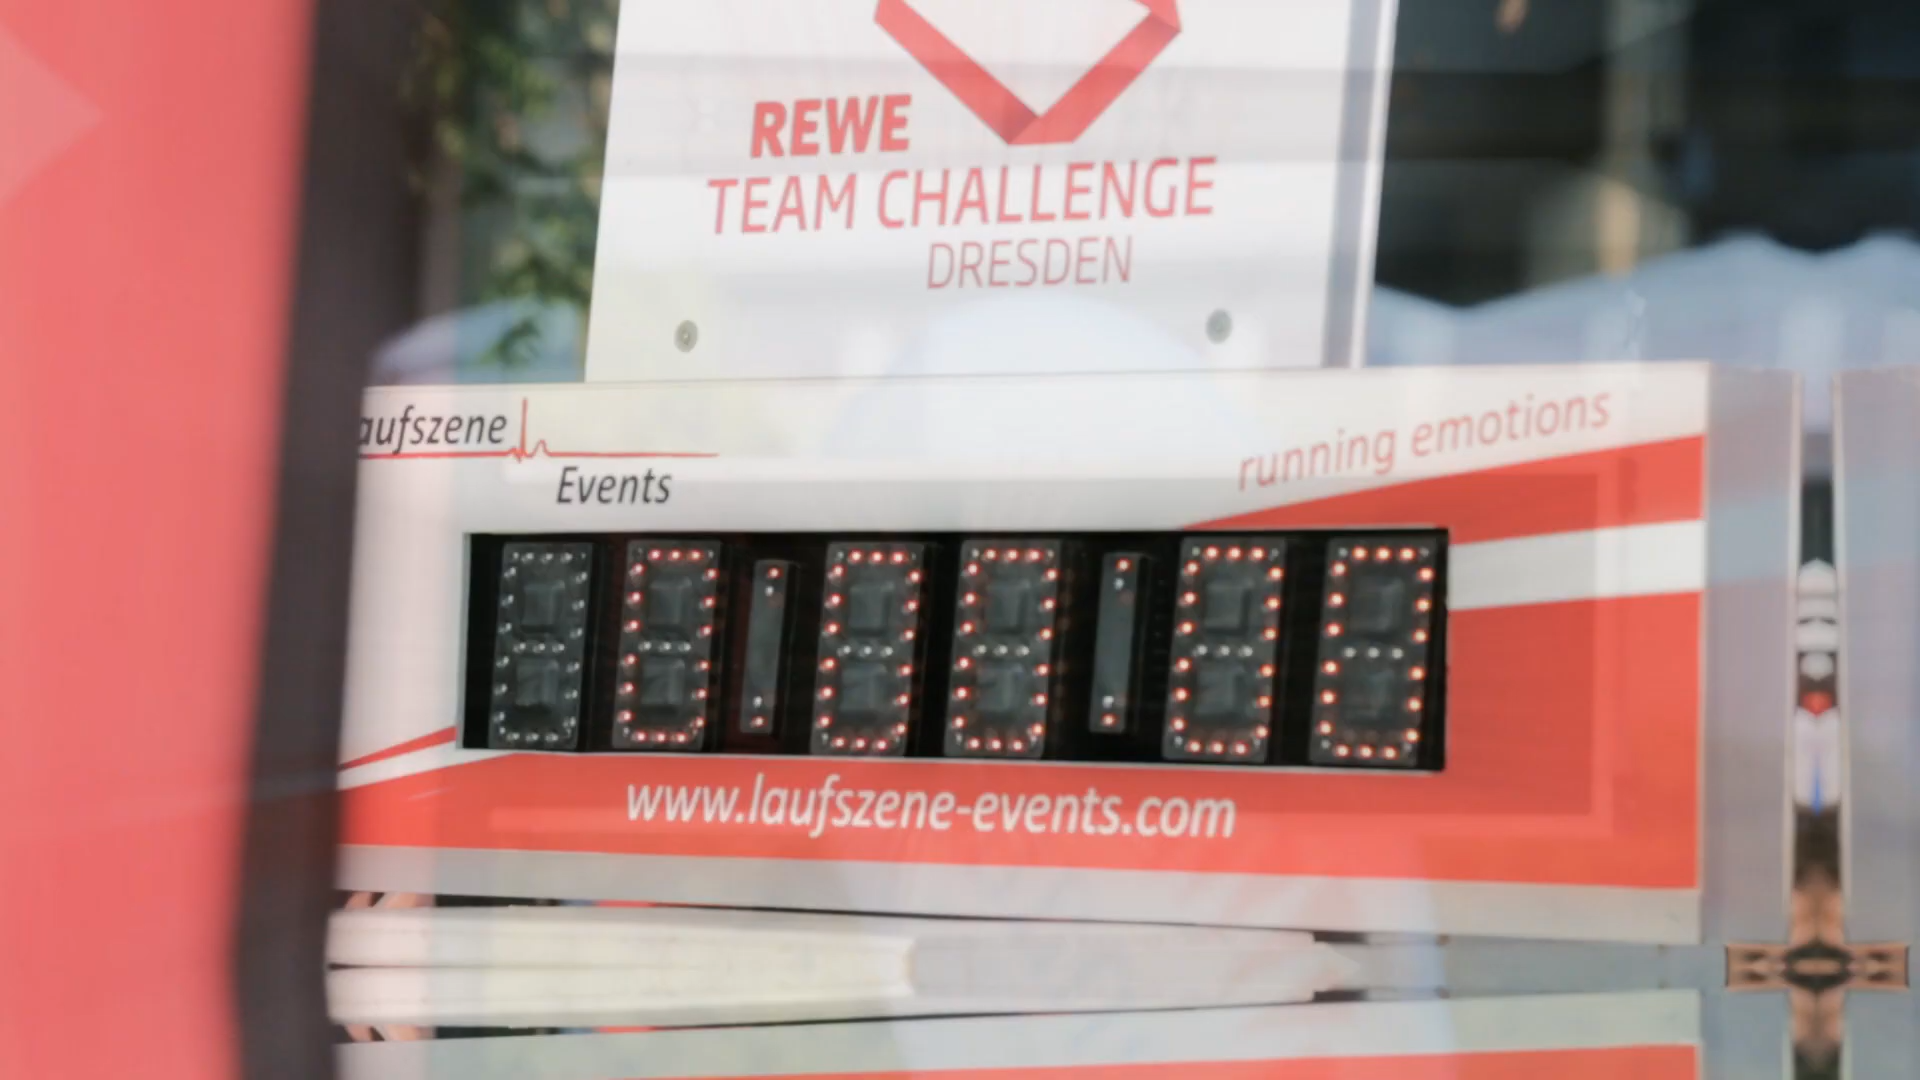 REWE
TEAM CHALLENGE
DRESDEN
aufszene
Events
running emotions
0:00:00
www.laufszene-events.com